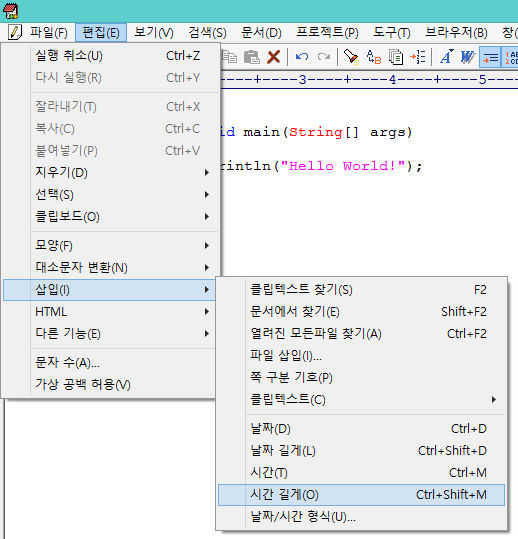 파일(F) 편집(E) 보기(V) 검색(S) 문서(D) 프로젝트(P) 도구(T) 브라우저(B) 창(
----+----3----+----4----+----5---
실행 취소(U) Ctrl+Z
다시 실행(R) Ctrl+Y
잘라내기(T) Ctrl+X
복사(C) Ctrl+C
붙여넣기(P) Ctrl+V
지우기(D)
선택(S)
클립보드(O)
모양(F)
대소문자 변환(N)
삽입(I)
HTML
다른 기능(E)
문자 수(A)...
가상 공백 허용(V)
id main(String[] args)
rintln("Hello World!");
클립텍스트 찾기(S) F2
문서에서 찾기(E) Shift+F2
열려진 모든파일 찾기(A) Ctrl+F2
파일 삽입(I)...
쪽 구분 기호(P)
클립텍스트(C)
날짜(D) Ctrl+D
날짜 길게(L) Ctrl+Shift+D
시간(T) Ctrl+M
시간 길게(O) Ctrl+Shift+M
날짜/시간 형식(U)...